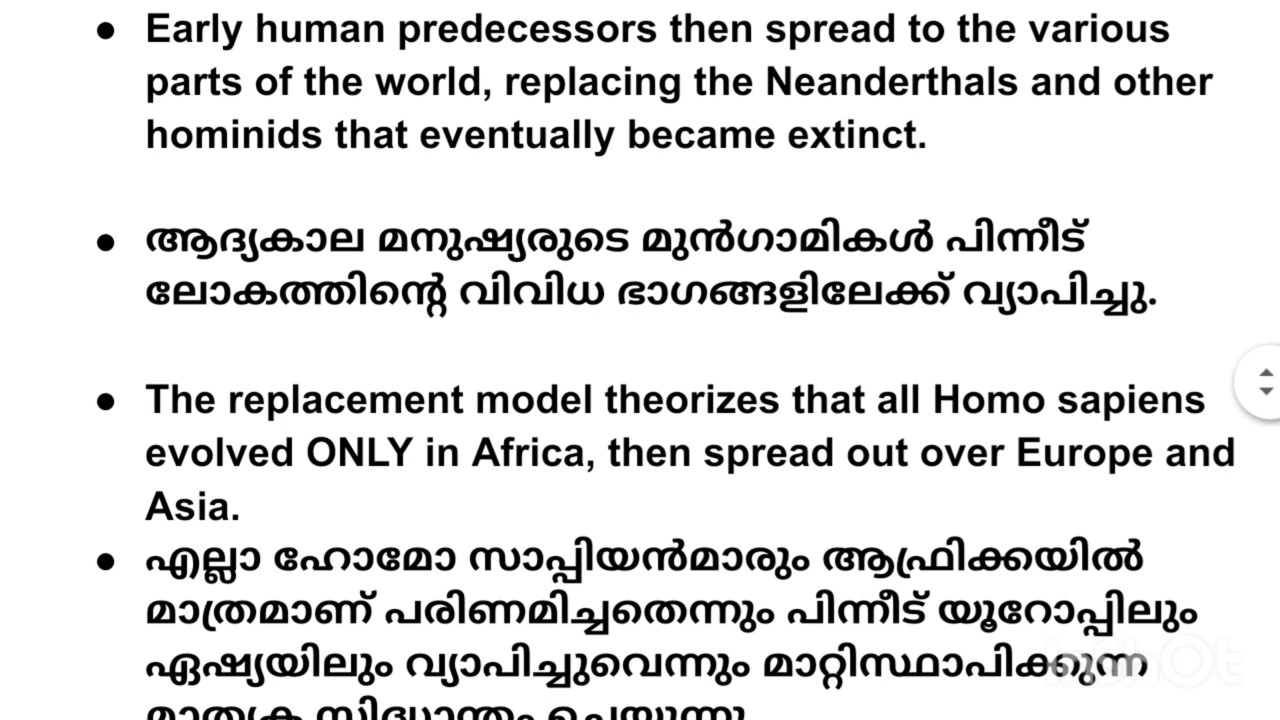 ● Early human predecessors then spread to the various
parts of the world, replacing the Neanderthals and other
hominids that eventually became extinct.
● ആദ്യകാല മനുഷ്യരുടെ മുൻഗാമികൾ പിന്നീട്
ലോകത്തിന്റെ വിവിധ ഭാഗങ്ങളിലേക്ക് വ്യാപിച്ചു.
● The replacement model theorizes that all Homo sapiens
evolved ONLY in Africa, then spread out over Europe and
Asia.
● എല്ലാ ഹോമോ സാപ്പിയൻമാരും ആഫ്രിക്കയിൽ
മാത്രമാണ് പരിണമിച്ചതെന്നും പിന്നീട് യൂറോപ്പിലും
ഏഷ്യയിലും വ്യാപിച്ചുവെന്നും മാറ്റിസ്ഥാപിക്കുന്ന